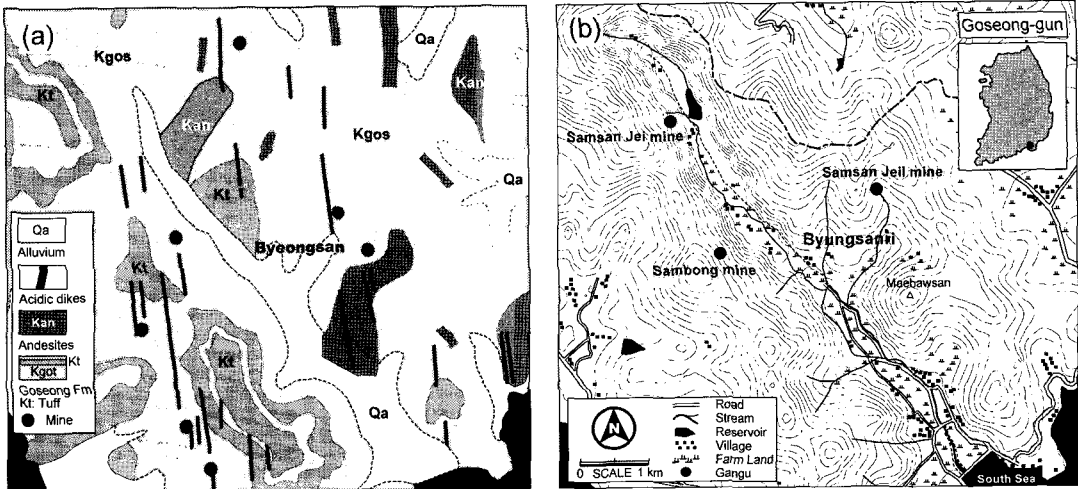 (a)
Kgos
Qa
Kt
Kt
Kan
Kan
Kgos
Qa
Kt
Byeongsan
Kt
Kt
Qa
Qa
Alluvium
Acidic dikes
Kan
Andesites
Kt
Kgot
Goseong Fm
Kt: Tuff
Mine
(b)
Goseong-gun
Samsan Jei mine
Samsan Jeil mine
Byungsanri
Sambong mine
Maebawsan
N
0 SCALE 1 km
Road
Stream
Reservoir
Village
Farm Land
Gangu
South Sea